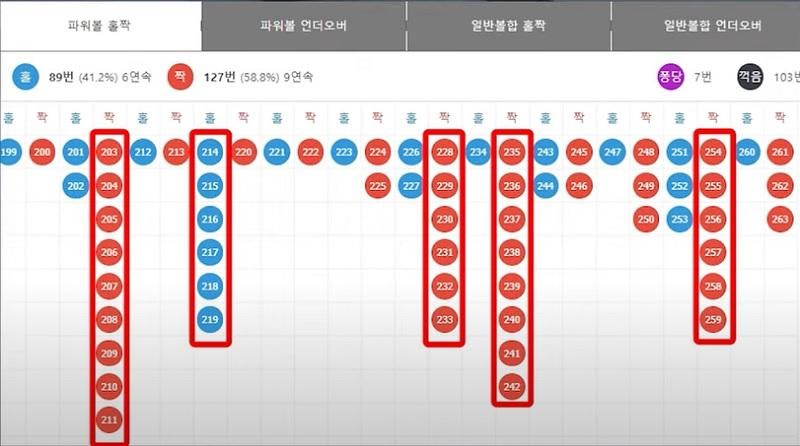 파워볼 홀짝 파워볼 언더오버 일반볼합 홀짝 일반볼합 언더오버
홀 89번 (41.2%) 6연속 짝 127번 (58.8%) 9연속 퐁당 7번 꺽음 103번
홀 짝 홀 짝 홀 짝 홀 짝 홀 짝 홀 짝 홀 짝 홀 짝 홀 짝 홀 짝 홀 짝 홀 짝
199 200 201 203 212 213 214 220 221 222 223 224 226 228 234 235 243 245 247 248 251 254 260 261
202 204 215 225 227 229 236 244 246 249 252 255 262
205 216 230 237 250 253 256 263
206 217 231 238 257
207 218 232 239 258
208 219 233 240 259
209 241
210 242
211